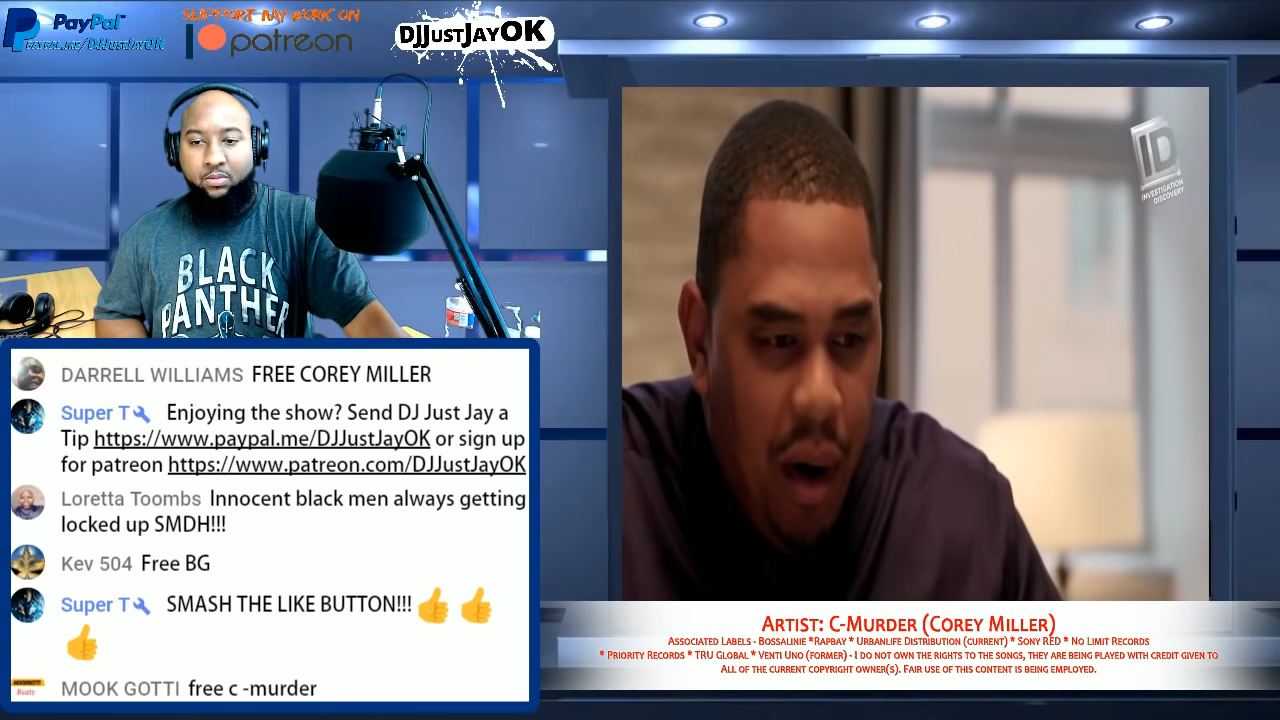 PayPal
PAYPAL.ME/DJJUSTJAYOK
SUPPORT MY WORK ON
patreon
DJJUSTJAYOK
ID
INVESTIGATION
DISCOVERY
BLACK
PANTHER
DARRELL WILLIAMS FREE COREY MILLER
Super T Enjoying the show? Send DJ Just Jay a
Tip https://www.paypal.me/DJJustJayOK or sign up
for patreon https://www.patreon.com/DJJustJayOK
Loretta Toombs Innocent black men always getting
locked up SMDH!!!
Kev 504 Free BG
Super T SMASH THE LIKE BUTTON!!! 👍 👍
👍
MOOK GOTTI free c -murder
ARTIST: C-MURDER (COREY MILLER)
ASSOCIATED LABELS - BOSSALINIE *RAPBAY * URBANLIFE DISTRIBUTION (CURRENT) * SONY RED * NO LIMIT RECORDS
* PRIORITY RECORDS * TRU GLOBAL * VENTI UNO (FORMER) - I DO NOT OWN THE RIGHTS TO THE SONGS, THEY ARE BEING PLAYED WITH CREDIT GIVEN TO
ALL OF THE CURRENT COPYRIGHT OWNER(S). FAIR USE OF THIS CONTENT IS BEING EMPLOYED.